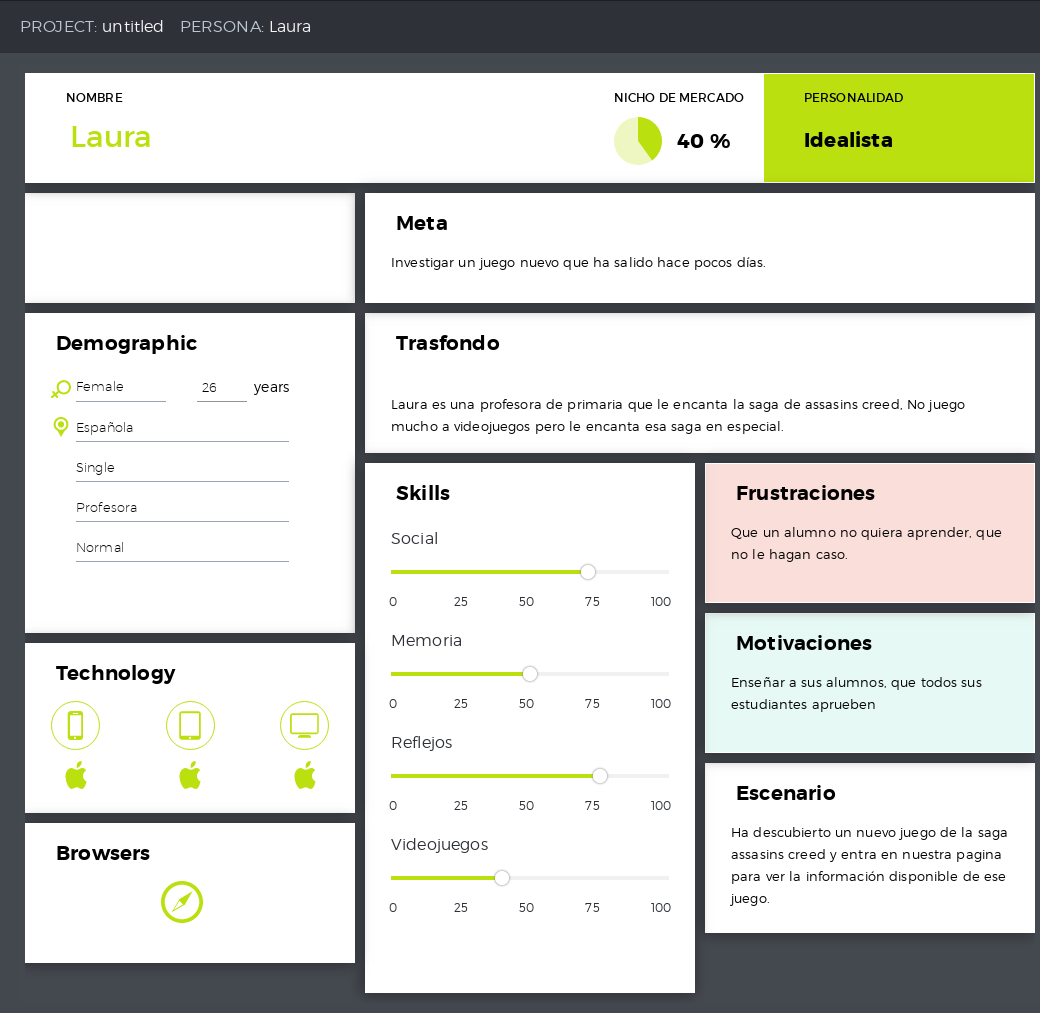 PROJECT: untitled PERSONA: Laura
NOMBRE
Laura
NICHO DE MERCADO
40 %
PERSONALIDAD
Idealista
Meta
Investigar un juego nuevo que ha salido hace pocos días.
Demographic
Female 26 years
Española
Single
Profesora
Normal
Trasfondo
Laura es una profesora de primaria que le encanta la saga de assasins creed, No juego
mucho a videojuegos pero le encanta esa saga en especial.
Technology
Browsers
Skills
Social
0 25 50 75 100
Memoria
0 25 50 75 100
Reflejos
0 25 50 75 100
Videojuegos
0 25 50 75 100
Frustraciones
Que un alumno no quiera aprender, que
no le hagan caso.
Motivaciones
Enseñar a sus alumnos, que todos sus
estudiantes aprueben
Escenario
Ha descubierto un nuevo juego de la saga
assasins creed y entra en nuestra pagina
para ver la información disponible de ese
juego.